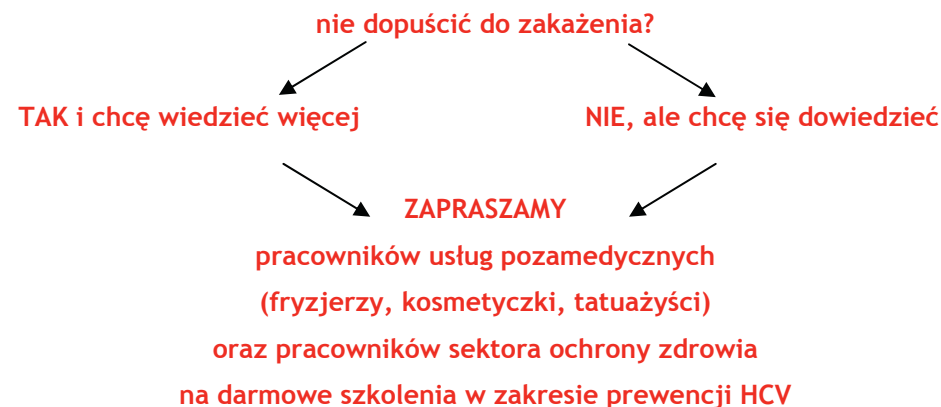 nie dopuścić do zakażenia?
TAK i chcę wiedzieć więcej
NIE, ale chcę się dowiedzieć
ZAPRASZAMY
pracowników usług pozamedycznych
(fryzjerzy, kosmetyczki, tatuażyści)
oraz pracowników sektora ochrony zdrowia
na darmowe szkolenia w zakresie prewencji HCV